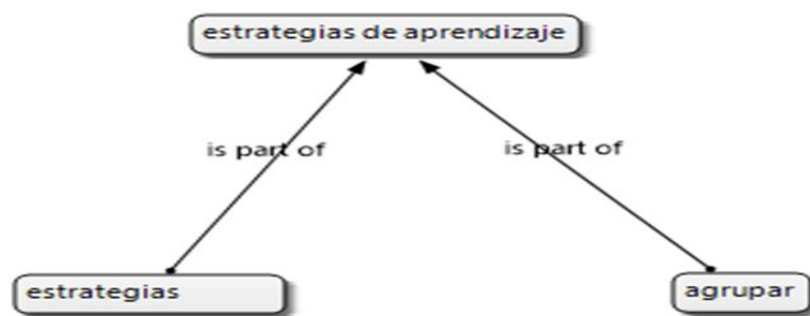 estrategias de aprendizaje
is part of
is part of
estrategias
agrupar